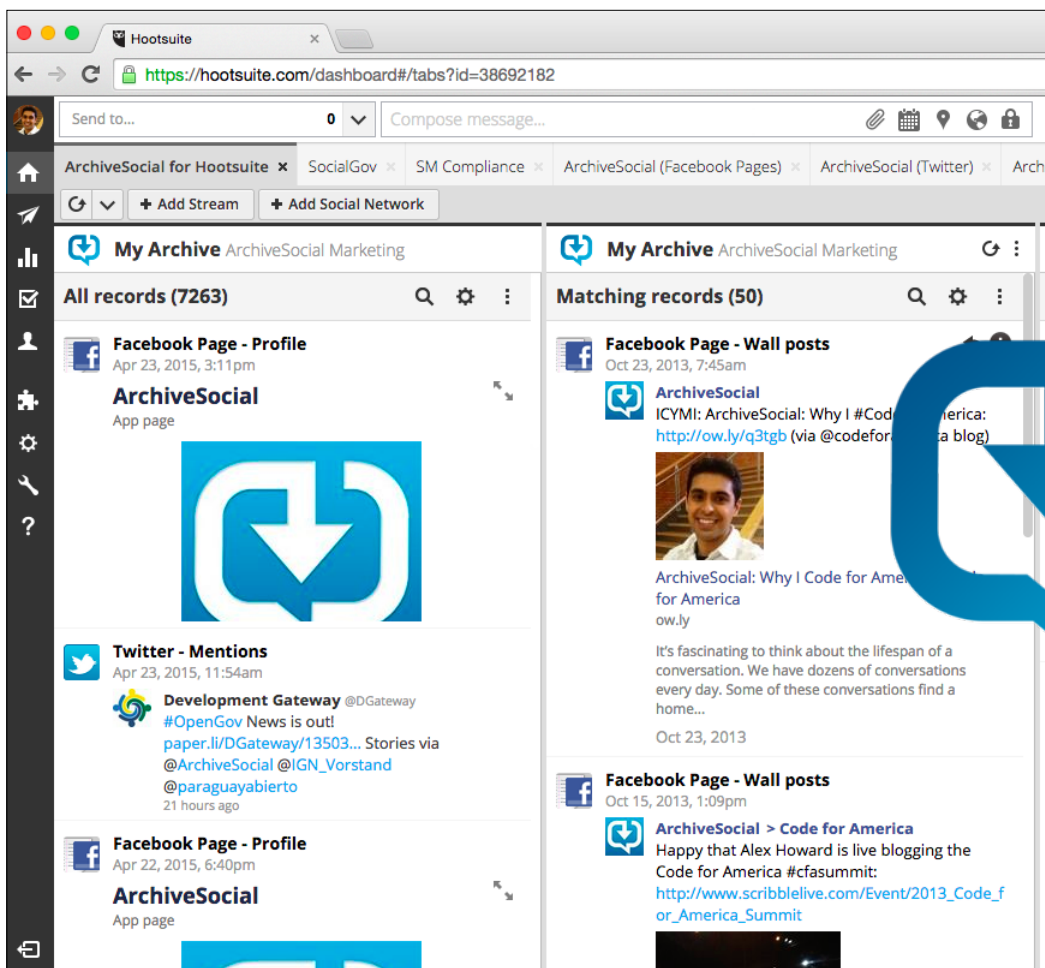 Hootsuite
https://hootsuite.com/dashboard#/tabs?id=38692182
Send to... 0 Compose message...
ArchiveSocial for Hootsuite SocialGov SM Compliance ArchiveSocial (Facebook Pages) ArchiveSocial (Twitter) Arch
+ Add Stream + Add Social Network
My Archive ArchiveSocial Marketing
All records (7263)
Facebook Page - Profile
Apr 23, 2015, 3:11pm
ArchiveSocial
App page
Twitter - Mentions
Apr 23, 2015, 11:54am
Development Gateway @DGateway
#OpenGov News is out!
paper.li/DGateway/13503... Stories via
@ArchiveSocial @IGN_Vorstand
@paraguayabierto
21 hours ago
Facebook Page - Profile
Apr 22, 2015, 6:40pm
ArchiveSocial
App page
My Archive ArchiveSocial Marketing
Matching records (50)
Facebook Page - Wall posts
Oct 23, 2013, 7:45am
ArchiveSocial
ICYMI: ArchiveSocial: Why I #Co erica:
http://ow.ly/q3tgb (via @codefor a blog)
ArchiveSocial: Why I Code for Ame
for America
ow.ly
It's fascinating to think about the lifespan of a
conversation. We have dozens of conversations
every day. Some of these conversations find a
home...
Oct 23, 2013
Facebook Page - Wall posts
Oct 15, 2013, 1:09pm
ArchiveSocial > Code for America
Happy that Alex Howard is live blogging the
Code for America #cfasummit:
http://www.scribblelive.com/Event/2013_Code_f
or_America_Summit